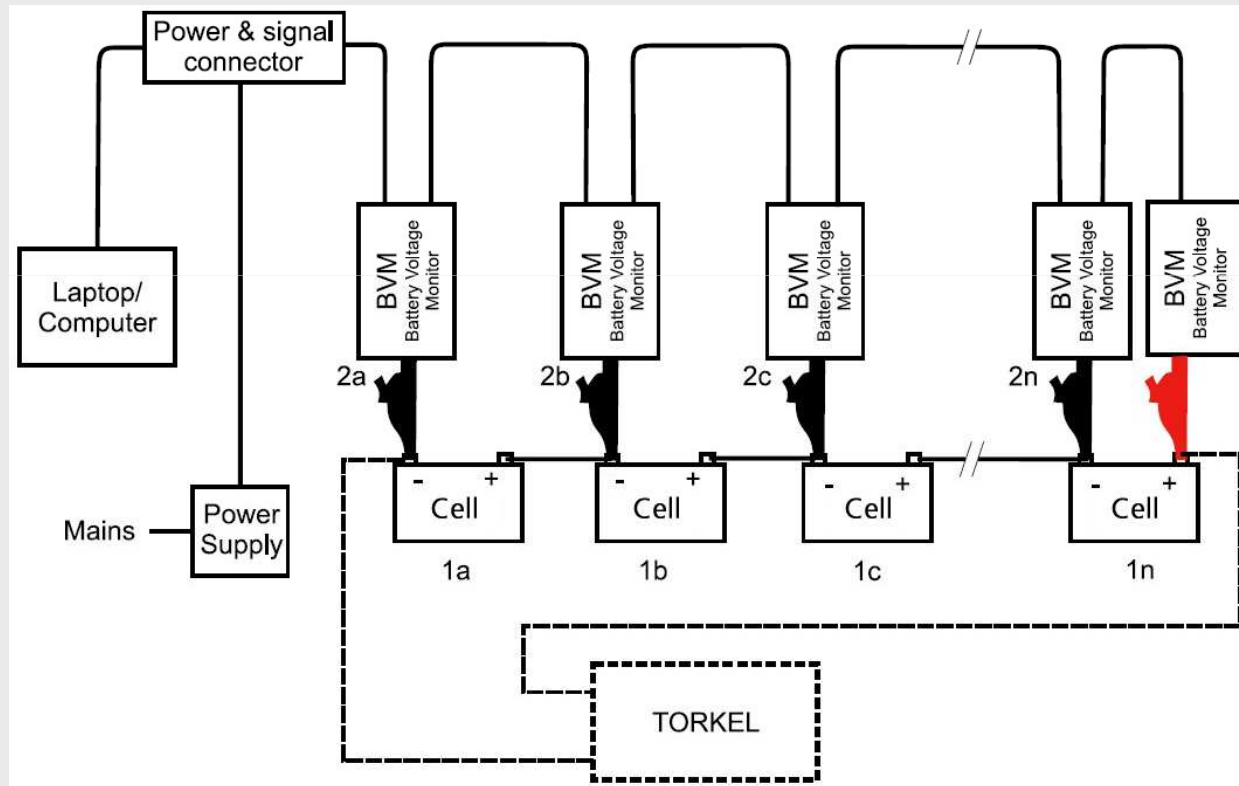 Power & signal
connector
Laptop/
Computer
BVM
Battery Voltage
Monitor
BVM
Battery Voltage
Monitor
BVM
Battery Voltage
Monitor
BVM
Battery Voltage
Monitor
BVM
Battery Voltage
Monitor
2a
2b
2c
2n
- +
Cell
- +
Cell
- +
Cell
- +
Cell
Mains
Power
Supply
1a
1b
1c
1n
TORKEL